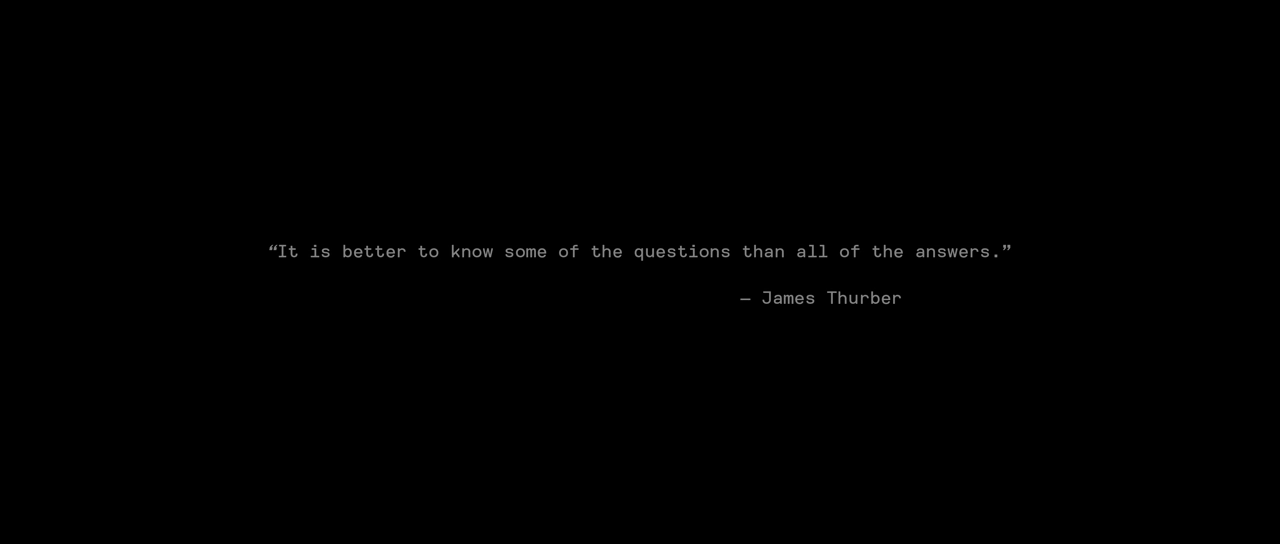 “It is better to know some of the questions than all of the answers.”
— James Thurber